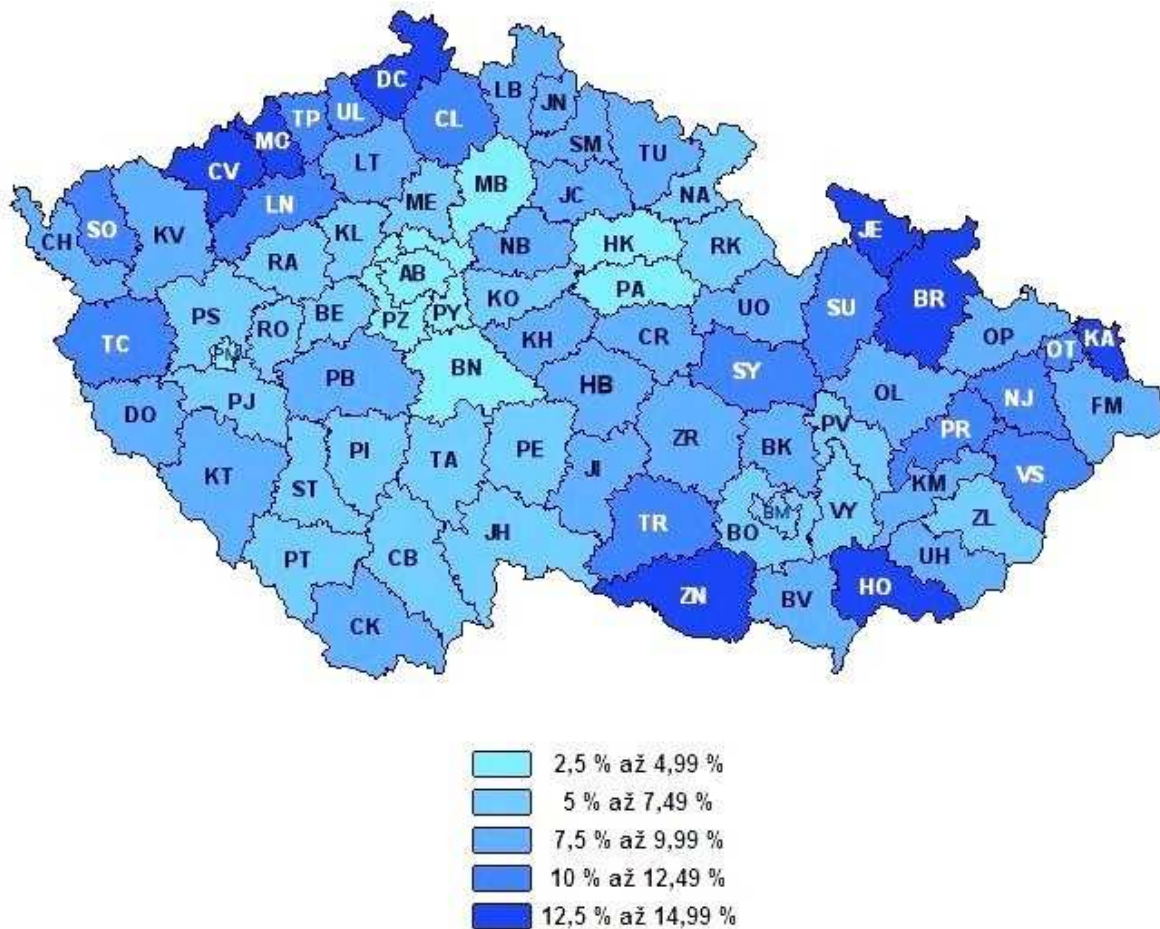 DC
LB
JN
TP
UL
CL
MO
SM
TU
CV
LT
MB
ME
JC
NA
LN
SO
KV
CH
KL
NB
HK
RK
JE
RA
AB
PA
BR
PS
RO
BE
PZ
PY
KO
UO
SU
OP
KA
OT
TC
PM
KH
CR
PB
BN
SY
HB
OL
NJ
FM
DO
PJ
PV
PR
PI
TA
PE
ZR
BK
KT
ST
JI
KM
VS
TR
BM
BO
VY
ZL
JH
PT
CB
UH
ZN
BV
HO
CK
2,5 % až 4,99 %
5 % až 7,49 %
7,5 % až 9,99 %
10 % až 12,49 %
12,5 % až 14,99 %